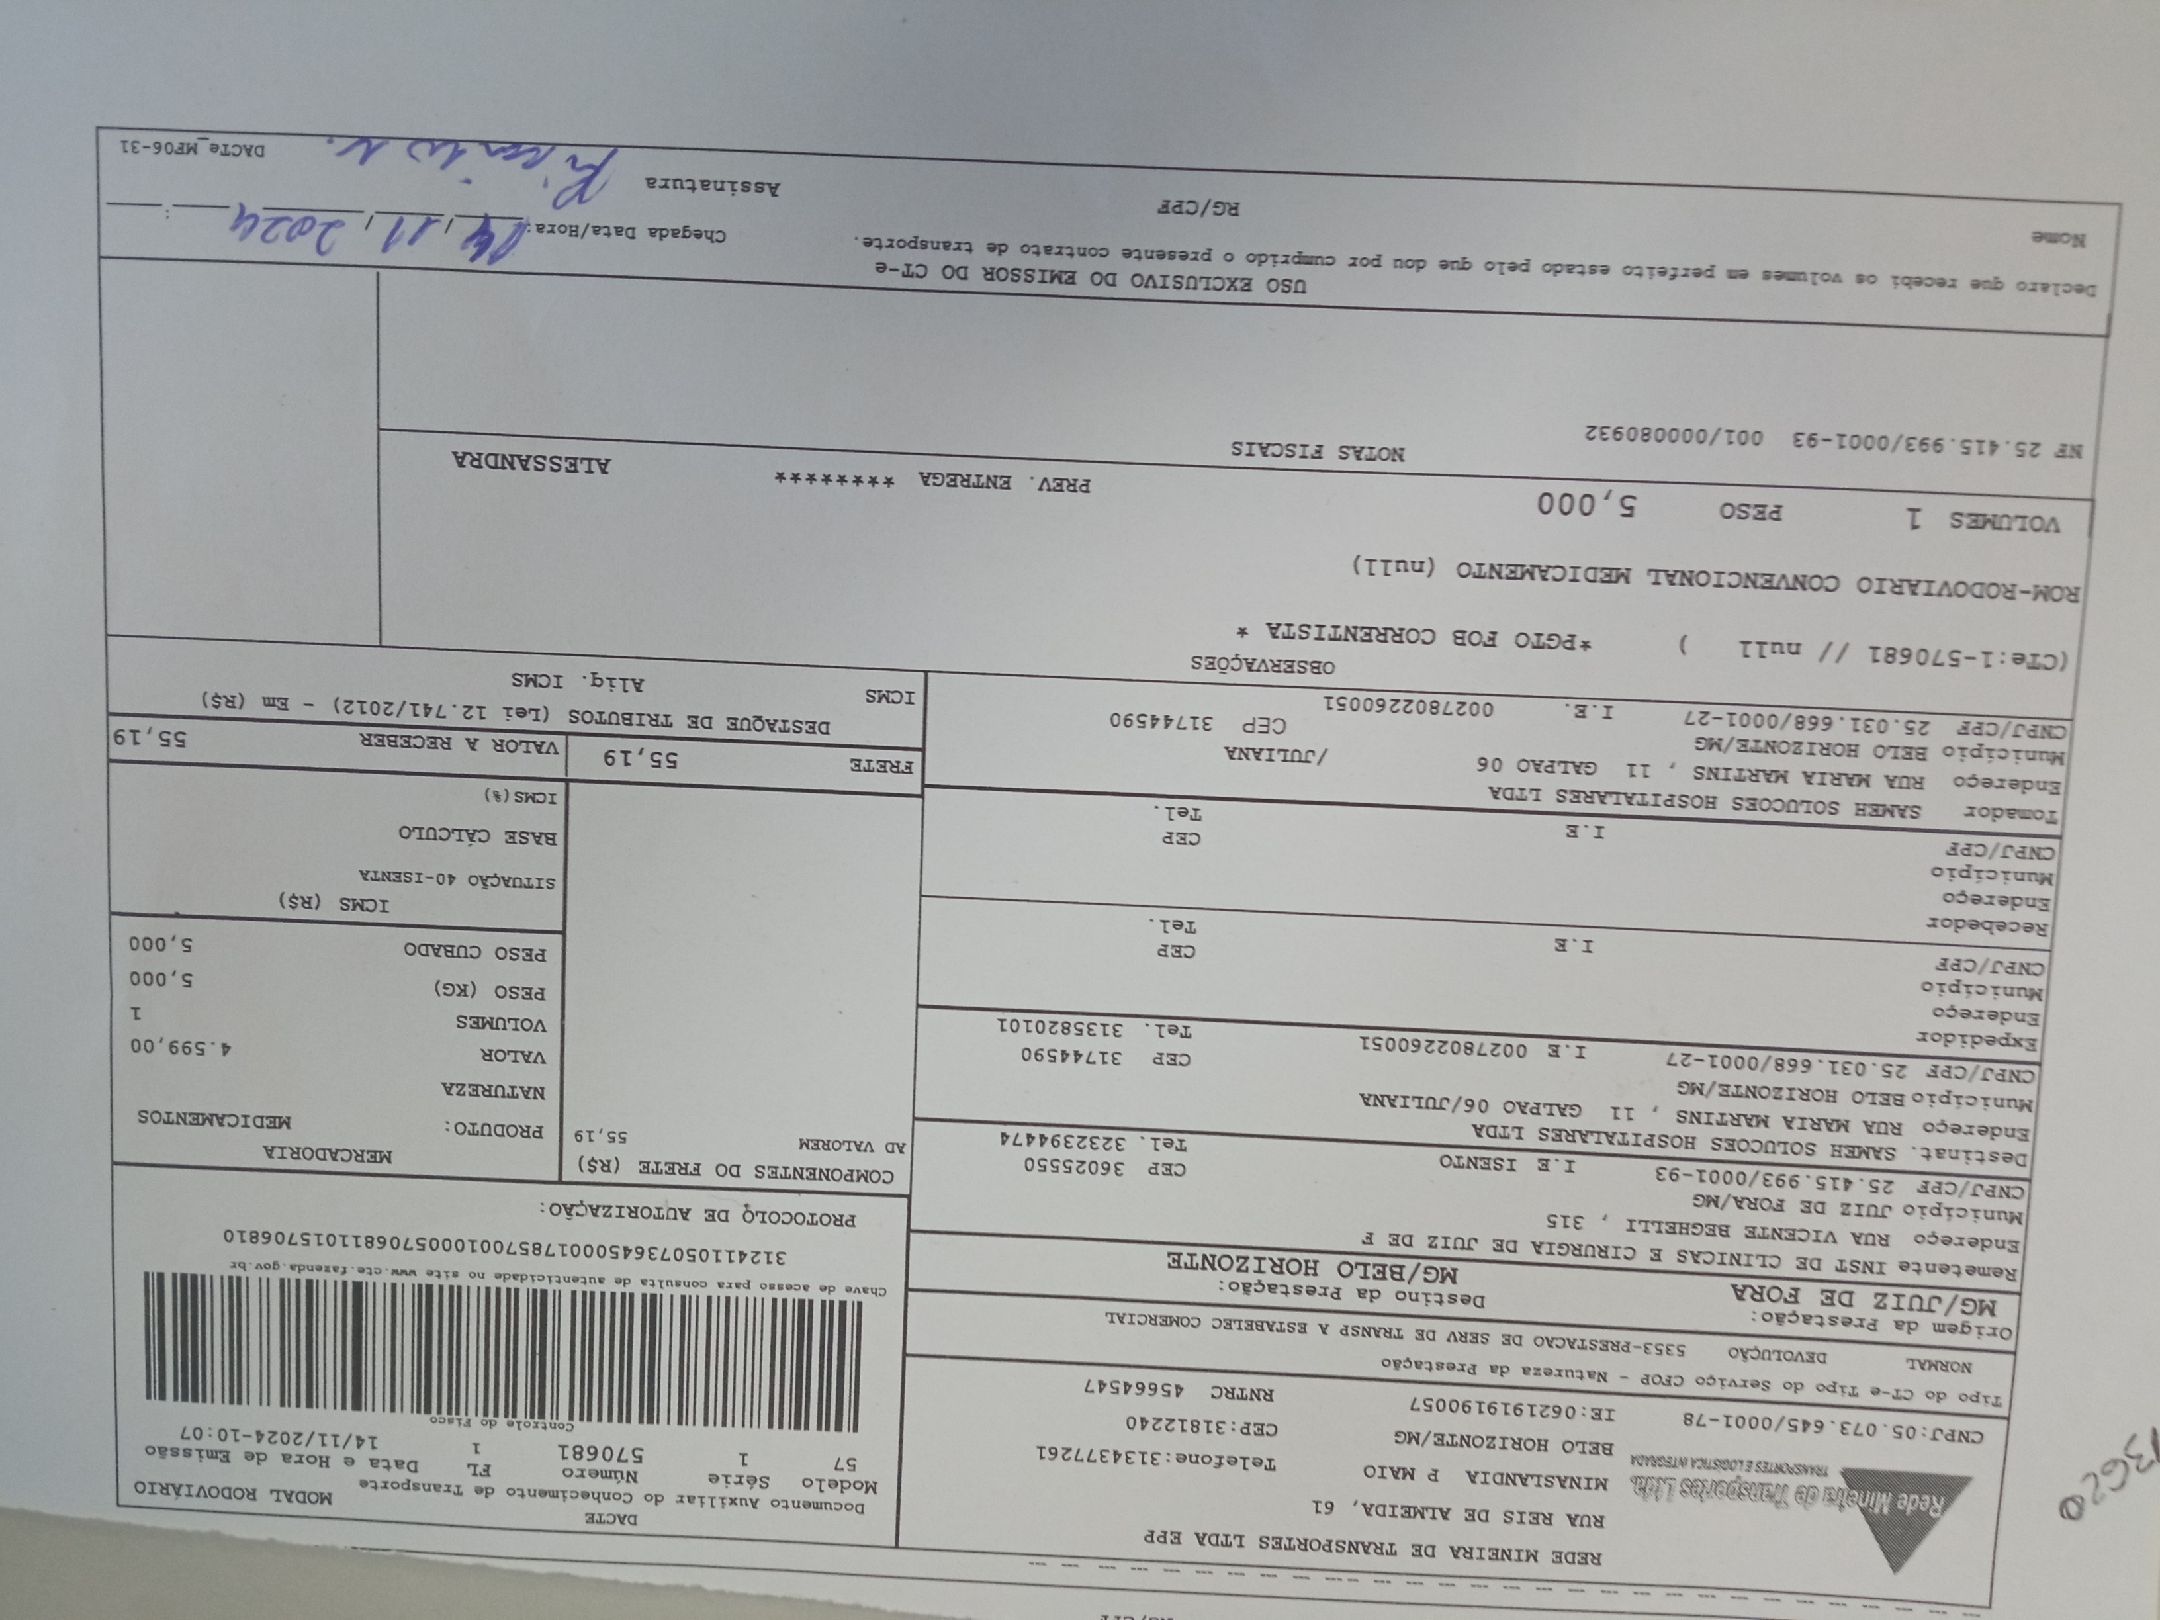 REDE MINEIRA DE TRANSPORTES LTDA EPP
RUA REIS DE ALMEIDA, 61
MINASLANDIA P MAIO Telefone:3134377261
BELO HORIZONTE/MG CEP:31812240
CNPJ:05.073.645/0001-78 IE:0621919190057 RNTRC 45664547
Rede Mineira de Transportes Ltda.
TRANSPORTES E LOGÍSTICA INTEGRADA
13620
DACTE
Documento Auxiliar do Conhecimento de Transporte MODAL RODOVIÁRIO
Modelo Série Número FL Data e Hora de Emissão
57 1 570681 1 14/11/2024-10:07
Controle do Fisco
Chave de acesso para consulta de autenticidade no site www.cte.fazenda.gov.br
31241105073645000178570010005706811015706810
PROTOCOLO DE AUTORIZAÇÃO:
Tipo do CT-e Tipo do Serviço CFOP - Natureza da Prestação
NORMAL DEVOLUÇÃO 5353-PRESTACAO DE SERV DE TRANSP A ESTABELEC COMERCIAL
Origem da Prestação: Destino da Prestação:
MG/JUIZ DE FORA MG/BELO HORIZONTE
Remetente INST DE CLINICAS E CIRURGIA DE JUIZ DE F
Endereço RUA VICENTE BEGHELLI , 315
Município JUIZ DE FORA/MG CEP 36025550
CNPJ/CPF 25.415.993/0001-93 I.E ISENTO Tel. 3232394474
Destinat. SAMEH SOLUCOES HOSPITALARES LTDA
Endereço RUA MARIA MARTINS , 11 GALPAO 06/JULIANA
Município BELO HORIZONTE/MG CEP 31744590
CNPJ/CPF 25.031.668/0001-27 I.E 0027802260051 Tel. 3135820101
Expedidor
Endereço
Município CEP
CNPJ/CPF I.E Tel.
Recebedor
Endereço
Município CEP
CNPJ/CPF I.E Tel.
Tomador SAMEH SOLUCOES HOSPITALARES LTDA
Endereço RUA MARIA MARTINS , 11 GALPAO 06 /JULIANA
Município BELO HORIZONTE/MG CEP 31744590
CNPJ/CPF 25.031.668/0001-27 I.E. 0027802260051
COMPONENTES DO FRETE (R$)
AD VALOREM 55,19
MERCADORIA
PRODUTO: MEDICAMENTOS
NATUREZA
VALOR 4.599,00
VOLUMES 1
PESO (KG) 5,000
PESO CUBADO 5,000
ICMS (R$)
SITUAÇÃO 40-ISENTA
BASE CÁLCULO
ICMS(%)
FRETE 55,19 VALOR A RECEBER 55,19
DESTAQUE DE TRIBUTOS (Lei 12.741/2012) - Em (R$)
ICMS Aliq. ICMS
OBSERVAÇÕES
(CTe:1-570681 // null ) *PGTO FOB CORRENTISTA *
ROM-RODOVIARIO CONVENCIONAL MEDICAMENTO (null)
VOLUMES 1 PESO 5,000 PREV. ENTREGA ******** ALESSANDRA
NOTAS FISCAIS
NF 25.415.993/0001-93 001/000080932
USO EXCLUSIVO DO EMISSOR DO CT-e
Declaro que recebi os volumes em perfeito estado pelo que dou por cumprido o presente contrato de transporte.
Chegada Data/Hora: 14/11/2024 :
Nome RG/CPF Assinatura
DACTe_MF06-31